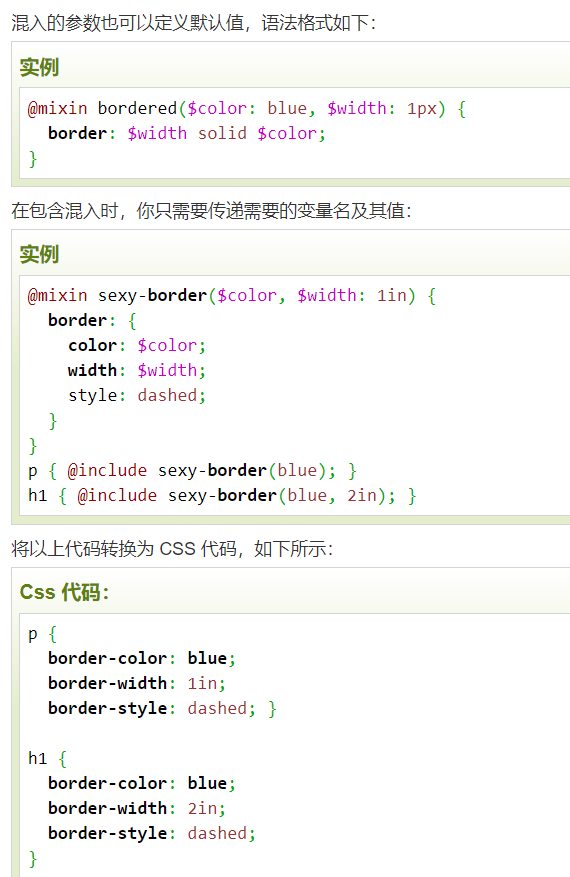 混入的参数也可以定义默认值，语法格式如下：
实例
@mixin bordered($color: blue, $width: 1px) {
  border: $width solid $color;
}
在包含混入时，你只需要传递需要的变量名及其值：
实例
@mixin sexy-border($color, $width: 1in) {
  border: {
    color: $color;
    width: $width;
    style: dashed;
  }
}
p { @include sexy-border(blue); }
h1 { @include sexy-border(blue, 2in); }
将以上代码转换为 CSS 代码，如下所示：
Css 代码：
p {
  border-color: blue;
  border-width: 1in;
  border-style: dashed; }
h1 {
  border-color: blue;
  border-width: 2in;
  border-style: dashed;
}